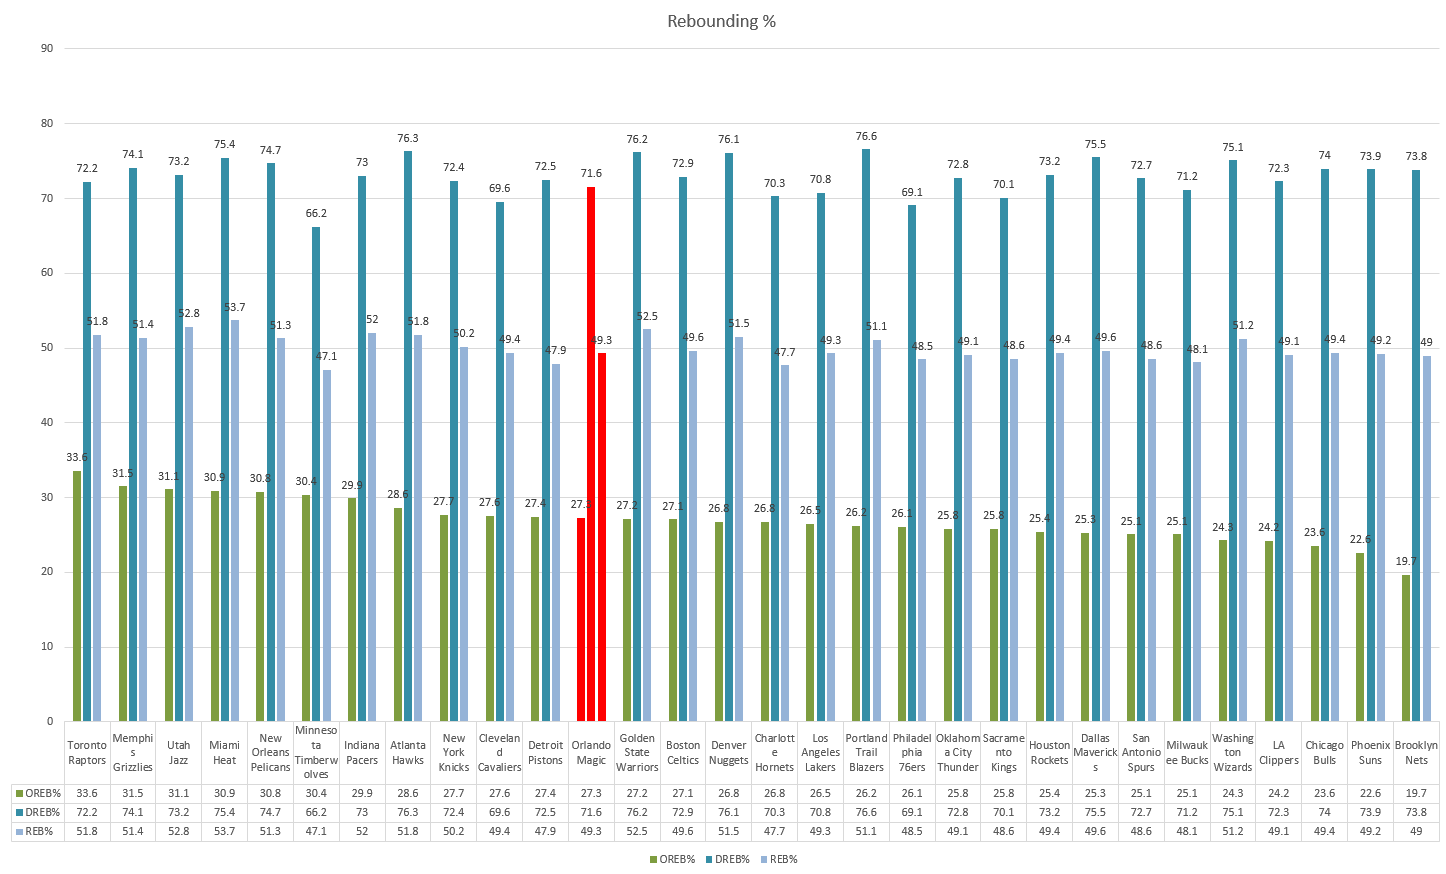 Rebounding %
90
80
70
60
50
40
30
20
10
0
33.6 31.5 31.1 30.9 30.8 30.4 29.9 28.6 27.7 27.6 27.4 27.3 27.2 27.1 26.8 26.8 26.5 26.2 26.1 25.8 25.8 25.4 25.3 25.1 25.1 24.3 24.2 23.6 22.6 19.7
72.2 74.1 73.2 75.4 74.7 66.2 73 76.3 72.4 69.6 72.5 71.6 76.2 72.9 76.1 70.3 70.8 76.6 69.1 72.8 70.1 73.2 75.5 72.7 71.2 75.1 72.3 74 73.9 73.8
51.8 51.4 52.8 53.7 51.3 47.1 52 51.8 50.2 49.4 47.9 49.3 52.5 49.6 51.5 47.7 49.3 51.1 48.5 49.1 48.6 49.4 49.6 48.6 48.1 51.2 49.1 49.4 49.2 49
Toronto
Raptors
Memphi
s
Grizzlies
Utah
Jazz
Miami
Heat
New
Orleans
Pelicans
Minneso
ta
Timberw
olves
Indiana
Pacers
Atlanta
Hawks
New
York
Knicks
Clevelan
d
Cavaliers
Detroit
Pistons
Orlando
Magic
Golden
State
Warriors
Boston
Celtics
Denver
Nuggets
Charlott
e
Hornets
Los
Angeles
Lakers
Portland
Trail
Blazers
Philadel
phia
76ers
Oklahom
a City
Thunder
Sacrame
nto
Kings
Houston
Rockets
Dallas
Maverick
s
San
Antonio
Spurs
Milwauk
ee Bucks
Washing
ton
Wizards
LA
Clippers
Chicago
Bulls
Phoenix
Suns
Brooklyn
Nets
OREB% 33.6 31.5 31.1 30.9 30.8 30.4 29.9 28.6 27.7 27.6 27.4 27.3 27.2 27.1 26.8 26.8 26.5 26.2 26.1 25.8 25.8 25.4 25.3 25.1 25.1 24.3 24.2 23.6 22.6 19.7
DREB% 72.2 74.1 73.2 75.4 74.7 66.2 73 76.3 72.4 69.6 72.5 71.6 76.2 72.9 76.1 70.3 70.8 76.6 69.1 72.8 70.1 73.2 75.5 72.7 71.2 75.1 72.3 74 73.9 73.8
REB% 51.8 51.4 52.8 53.7 51.3 47.1 52 51.8 50.2 49.4 47.9 49.3 52.5 49.6 51.5 47.7 49.3 51.1 48.5 49.1 48.6 49.4 49.6 48.6 48.1 51.2 49.1 49.4 49.2 49
OREB% DREB% REB%